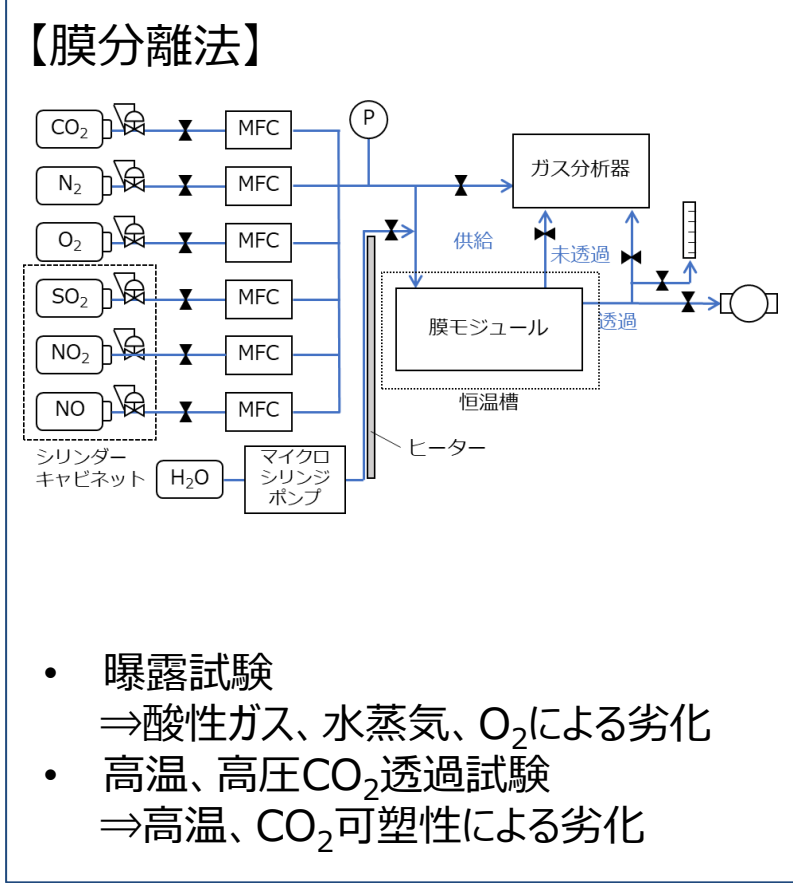 【膜分離法】
CO₂
MFC
P
N₂
MFC
ガス分析器
O₂
MFC
供給
未透過
SO₂
MFC
膜モジュール
透過
NO₂
MFC
NO
MFC
恒温槽
シリンダー
キャビネット
H₂O
マイクロ
シリンジ
ポンプ
ヒーター
• 曝露試験
⇒酸性ガス、水蒸気、O₂による劣化
• 高温、高圧CO₂透過試験
⇒高温、CO₂可塑性による劣化